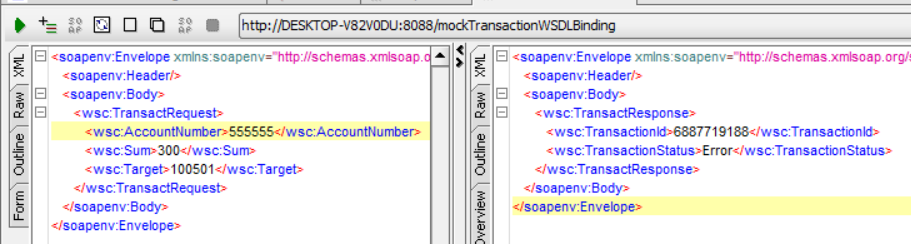 http://DESKTOP-V82V0DU:8088/mockTransactionWSDLBinding
XML
Raw
Outline
Form
<soapenv:Envelope xmlns:soapenv="http://schemas.xmlsoap.o
<soapenv:Header/>
<soapenv:Body>
<wsc:TransactRequest>
<wsc:AccountNumber>555555</wsc:AccountNumber>
<wsc:Sum>300</wsc:Sum>
<wsc:Target>100501</wsc:Target>
</wsc:TransactRequest>
</soapenv:Body>
</soapenv:Envelope>
XML
Raw
Outline
Overview
<soapenv:Envelope xmlns:soapenv="http://schemas.xmlsoap.org/s
<soapenv:Header/>
<soapenv:Body>
<wsc:TransactResponse>
<wsc:TransactionId>6887719188</wsc:TransactionId>
<wsc:TransactionStatus>Error</wsc:TransactionStatus>
</wsc:TransactResponse>
</soapenv:Body>
</soapenv:Envelope>